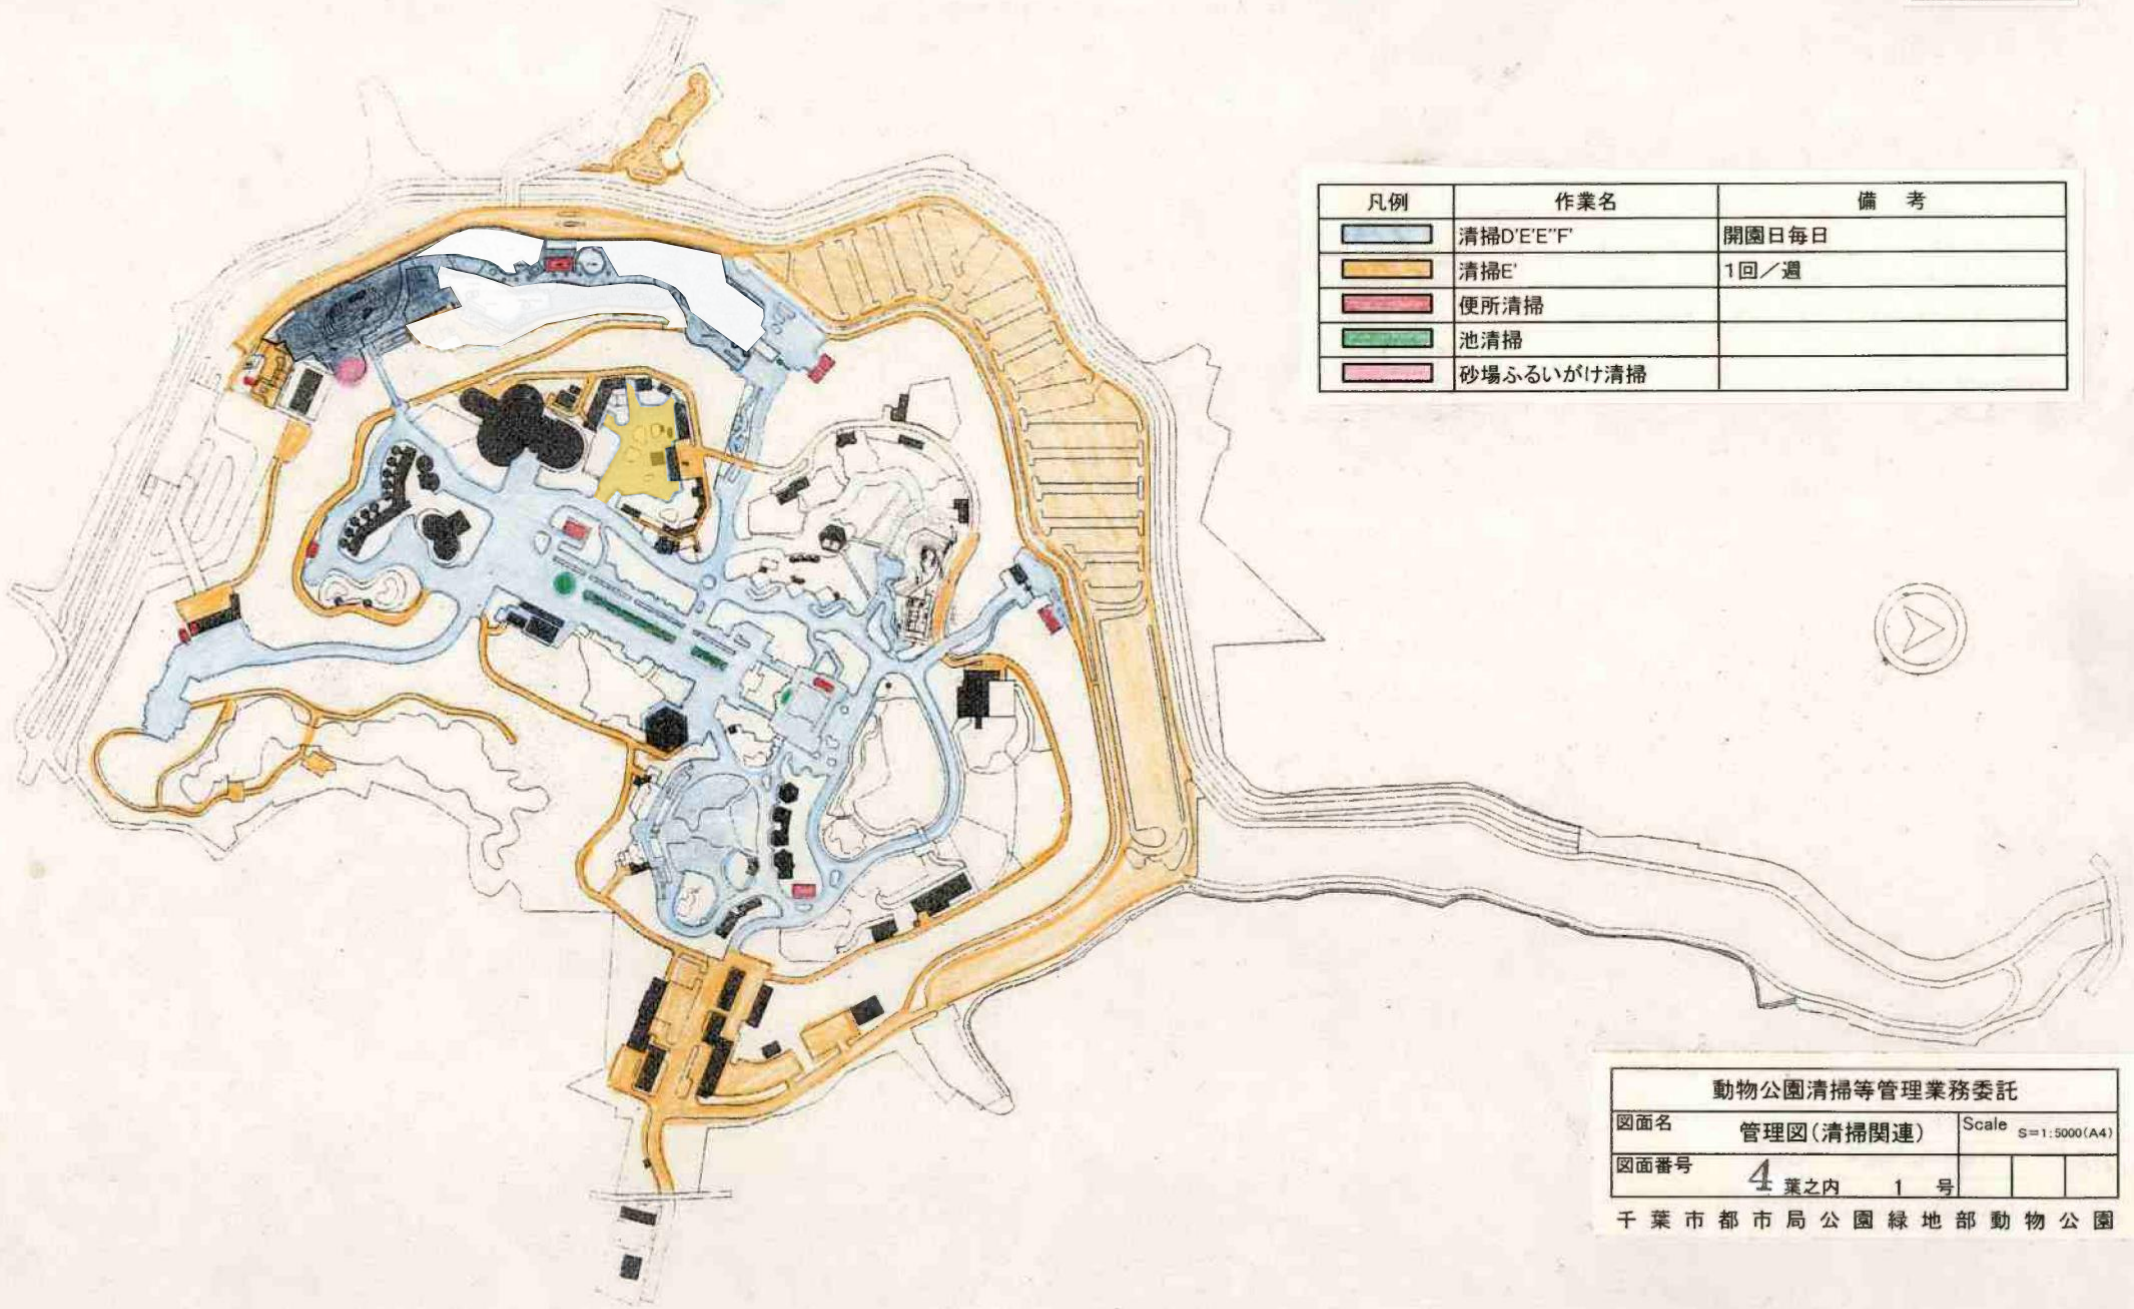 凡例 作業名 備 考
清掃D'E'E"F' 開園日毎日
清掃E' 1回／週
便所清掃
池清掃
砂場ふるいがけ清掃
動物公園清掃等管理業務委託
図面名 管理図(清掃関連) Scale S=1:5000(A4)
図面番号 4 葉之内 1 号
千葉市都市局公園緑地部動物公園